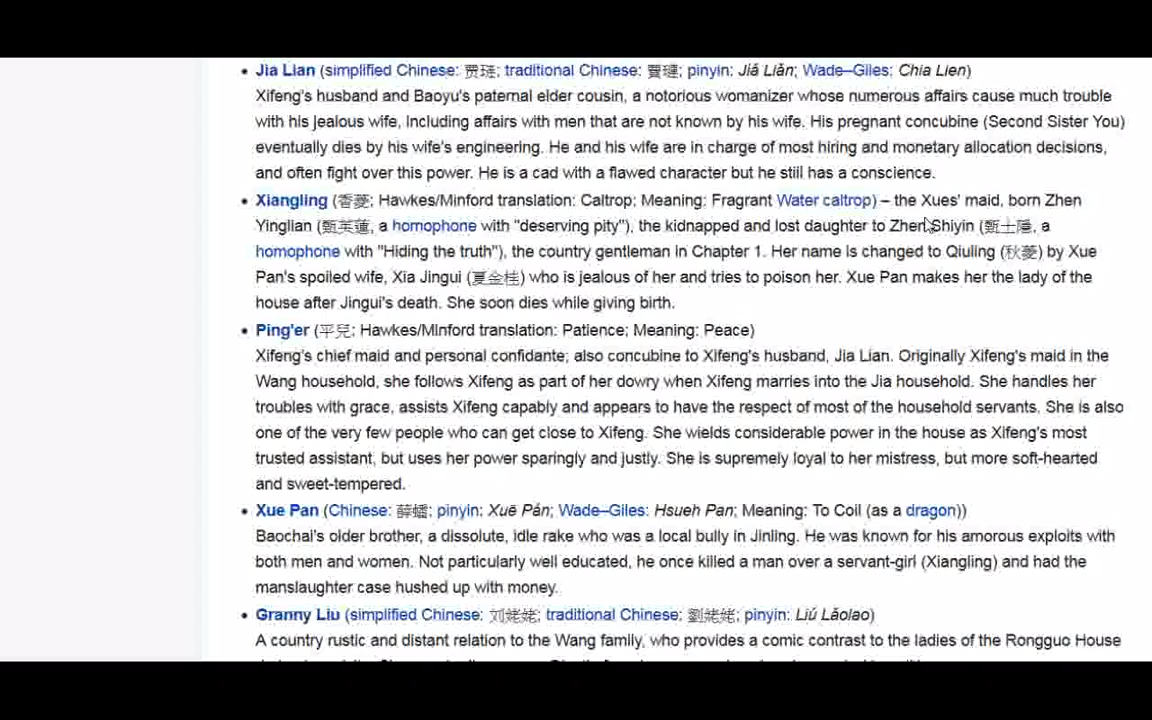 Jia Lian (simplified Chinese: 贾琏; traditional Chinese: 賈璉; pinyin: Jiǎ Liǎn; Wade–Giles: Chia Lien)
Xifeng's husband and Baoyu's paternal elder cousin, a notorious womanizer whose numerous affairs cause much trouble
with his jealous wife, including affairs with men that are not known by his wife. His pregnant concubine (Second Sister You)
eventually dies by his wife's engineering. He and his wife are in charge of most hiring and monetary allocation decisions,
and often fight over this power. He is a cad with a flawed character but he still has a conscience.
Xiangling (香菱; Hawkes/Minford translation: Caltrop; Meaning: Fragrant Water caltrop) – the Xues' maid, born Zhen
Yinglian (甄英蓮, a homophone with "deserving pity"), the kidnapped and lost daughter to Zhen Shiyin (甄士隱, a
homophone with "Hiding the truth"), the country gentleman in Chapter 1. Her name is changed to Qiuling (秋菱) by Xue
Pan's spoiled wife, Xia Jingui (夏金桂) who is jealous of her and tries to poison her. Xue Pan makes her the lady of the
house after Jingui's death. She soon dies while giving birth.
Ping'er (平兒; Hawkes/Minford translation: Patience; Meaning: Peace)
Xifeng's chief maid and personal confidante; also concubine to Xifeng's husband, Jia Lian. Originally Xifeng's maid in the
Wang household, she follows Xifeng as part of her dowry when Xifeng marries into the Jia household. She handles her
troubles with grace, assists Xifeng capably and appears to have the respect of most of the household servants. She is also
one of the very few people who can get close to Xifeng. She wields considerable power in the house as Xifeng's most
trusted assistant, but uses her power sparingly and justly. She is supremely loyal to her mistress, but more soft-hearted
and sweet-tempered.
Xue Pan (Chinese: 薛蟠; pinyin: Xuē Pán; Wade–Giles: Hsueh Pan; Meaning: To Coil (as a dragon))
Baochai's older brother, a dissolute, idle rake who was a local bully in Jinling. He was known for his amorous exploits with
both men and women. Not particularly well educated, he once killed a man over a servant-girl (Xiangling) and had the
manslaughter case hushed up with money.
Granny Liu (simplified Chinese: 刘姥姥; traditional Chinese: 劉姥姥; pinyin: Liú Lǎolao)
A country rustic and distant relation to the Wang family, who provides a comic contrast to the ladies of the Rongguo House